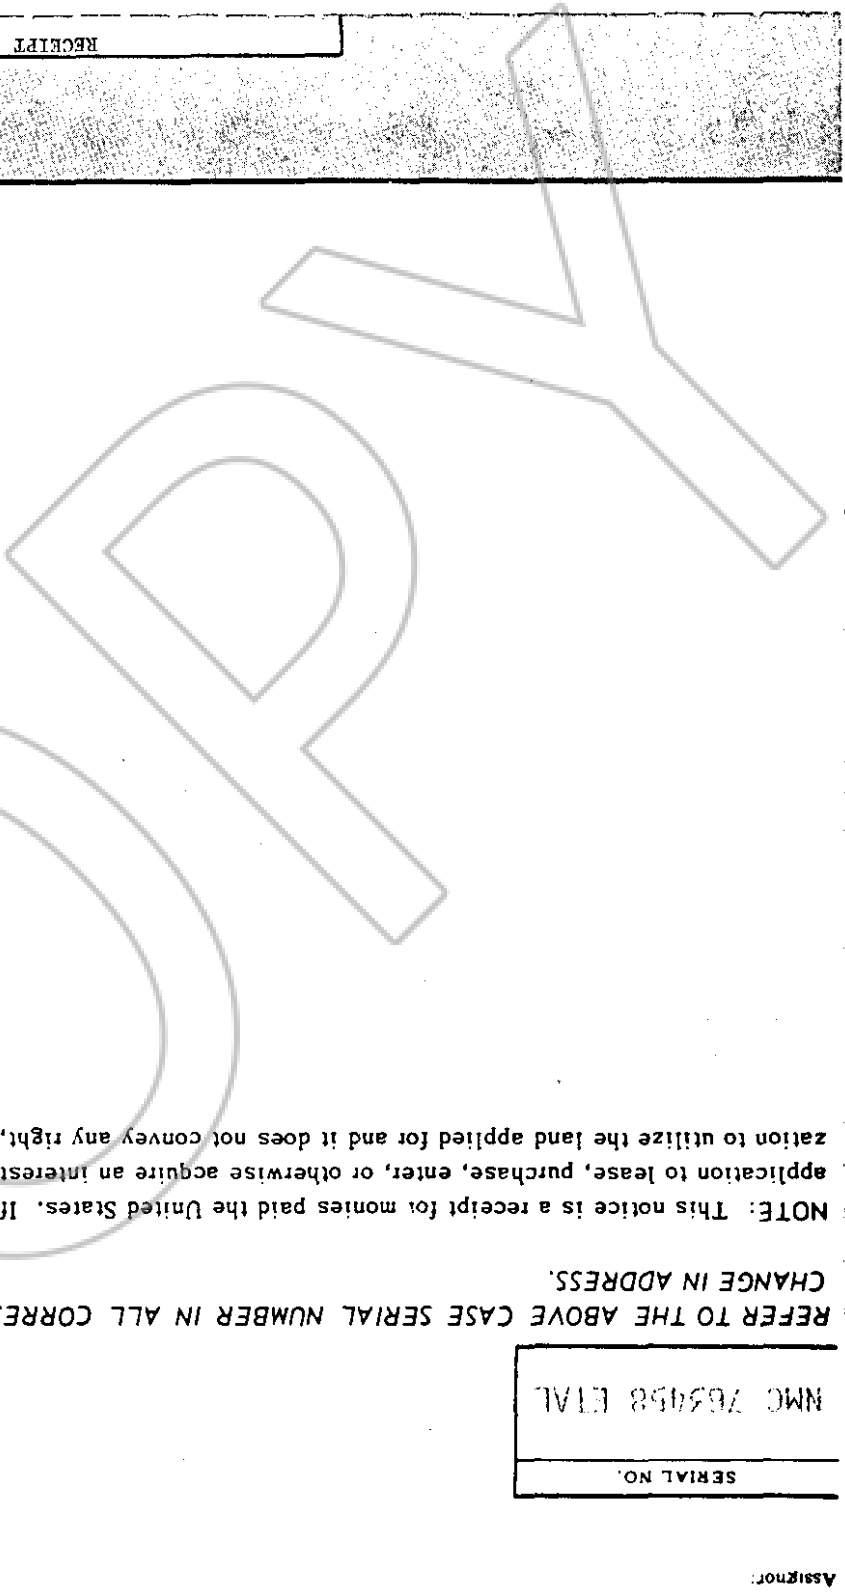 Assignor:
SERIAL NO.
NMC 763458 ETAL
REFER TO THE ABOVE CASE SERIAL NUMBER IN ALL CORRE
CHANGE IN ADDRESS.
NOTE: This notice is a receipt for monies paid the United States. If
application to lease, purchase, enter, or otherwise acquire an interest
zation to utilize the land applied for and it does not convey any right,
RECEIPT
COPY